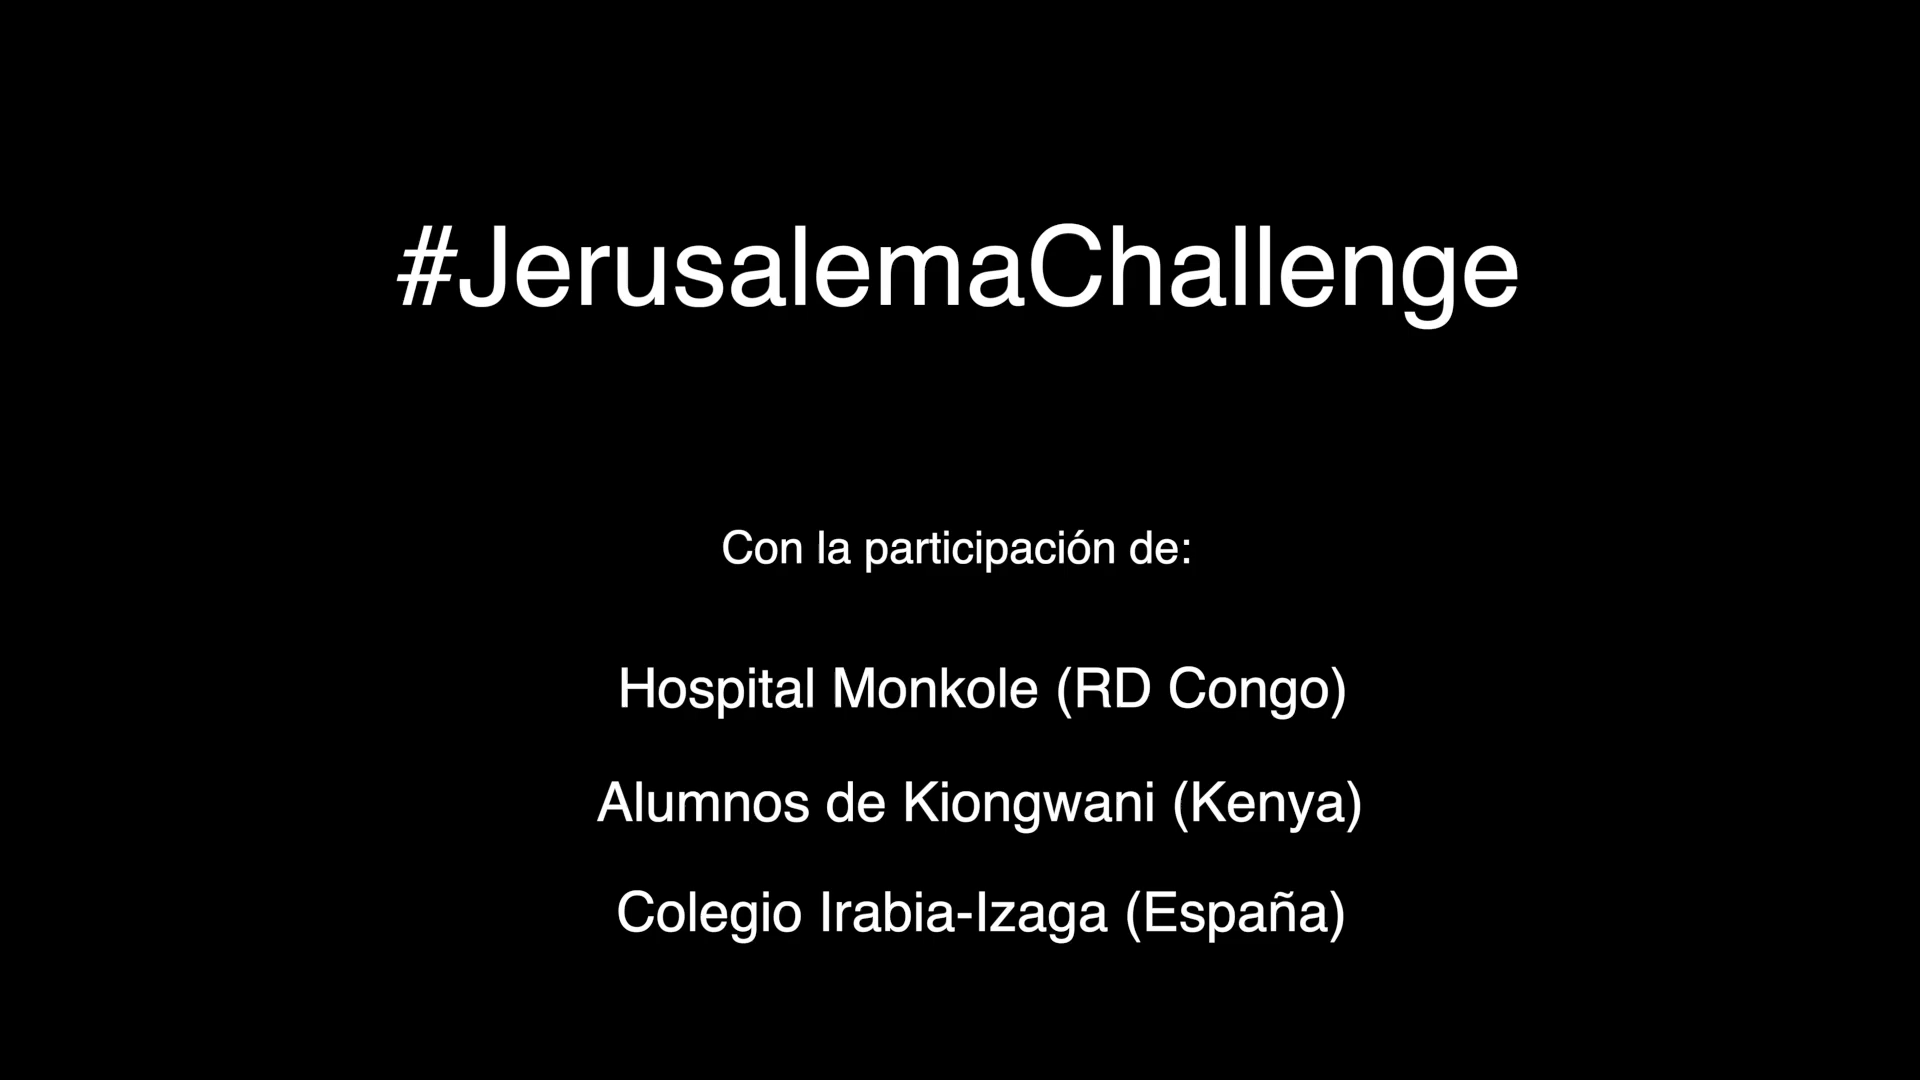 #JerusalemaChallenge
Con la participación de:
Hospital Monkole (RD Congo)
Alumnos de Kiongwani (Kenya)
Colegio Irabia-Izaga (España)